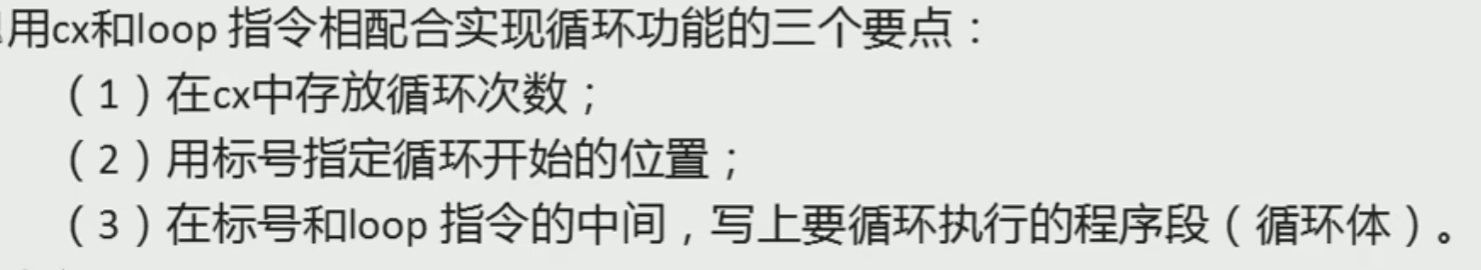 用cx和loop 指令相配合实现循环功能的三个要点：
（1）在cx中存放循环次数；
（2）用标号指定循环开始的位置；
（3）在标号和loop 指令的中间，写上要循环执行的程序段（循环体）。